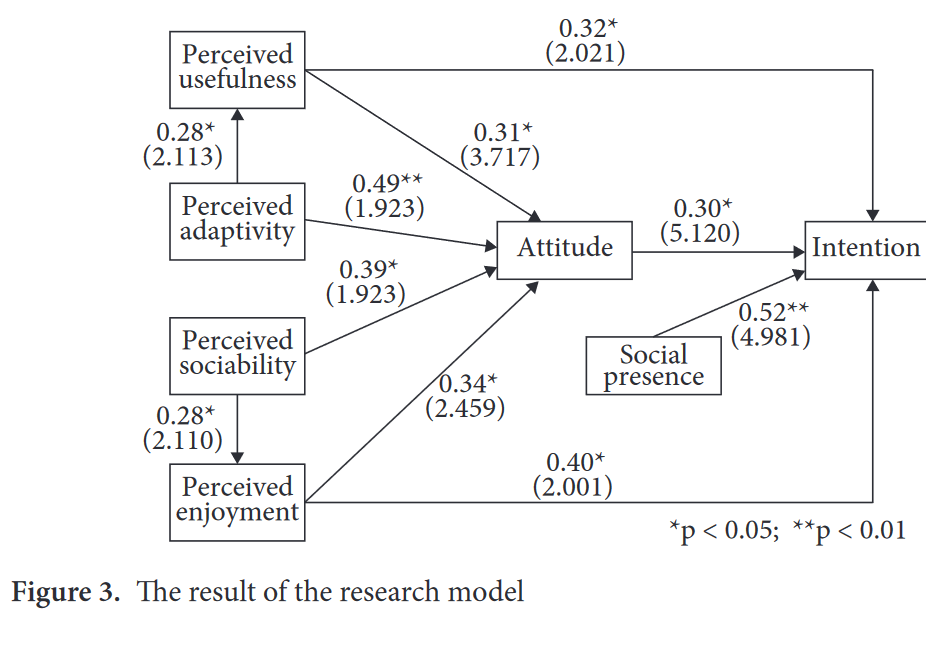 0.32*
(2.021)
Perceived
usefulness
0.28*
(2.113)
0.31*
(3.717)
0.49**
(1.923)
Perceived
adaptivity
0.30*
(5.120)
Attitude
Intention
0.39*
(1.923)
0.52**
(4.981)
Perceived
sociability
Social
presence
0.34*
(2.459)
0.28*
(2.110)
0.40*
(2.001)
Perceived
enjoyment
*p < 0.05; **p < 0.01
Figure 3. The result of the research model